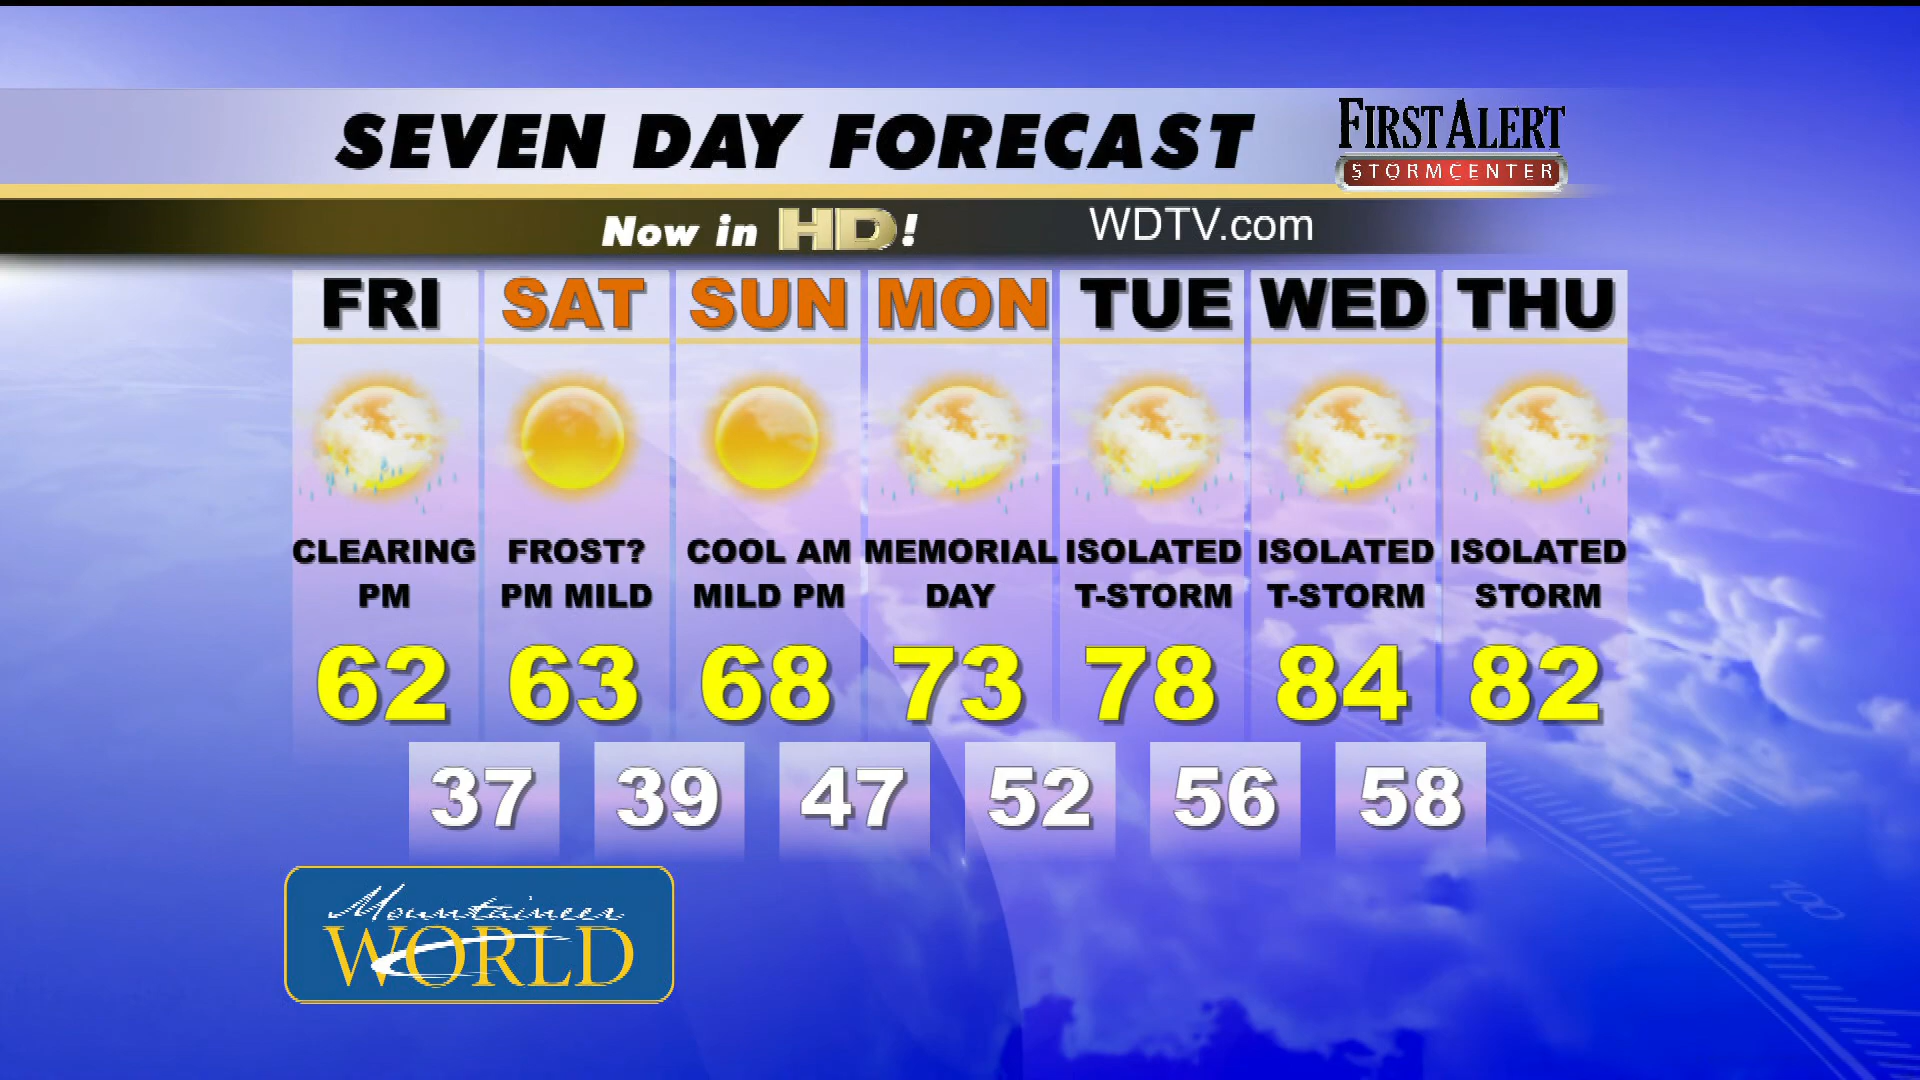 SEVEN DAY FORECAST
FIRST ALERT
STORMCENTER
Now in HD!
WDTV.com
FRI SAT SUN MON TUE WED THU
CLEARING FROST? COOL AM MEMORIAL ISOLATED ISOLATED ISOLATED
PM PM MILD MILD PM DAY T-STORM T-STORM STORM
62 63 68 73 78 84 82
37 39 47 52 56 58
Mountaineer
WORLD
100